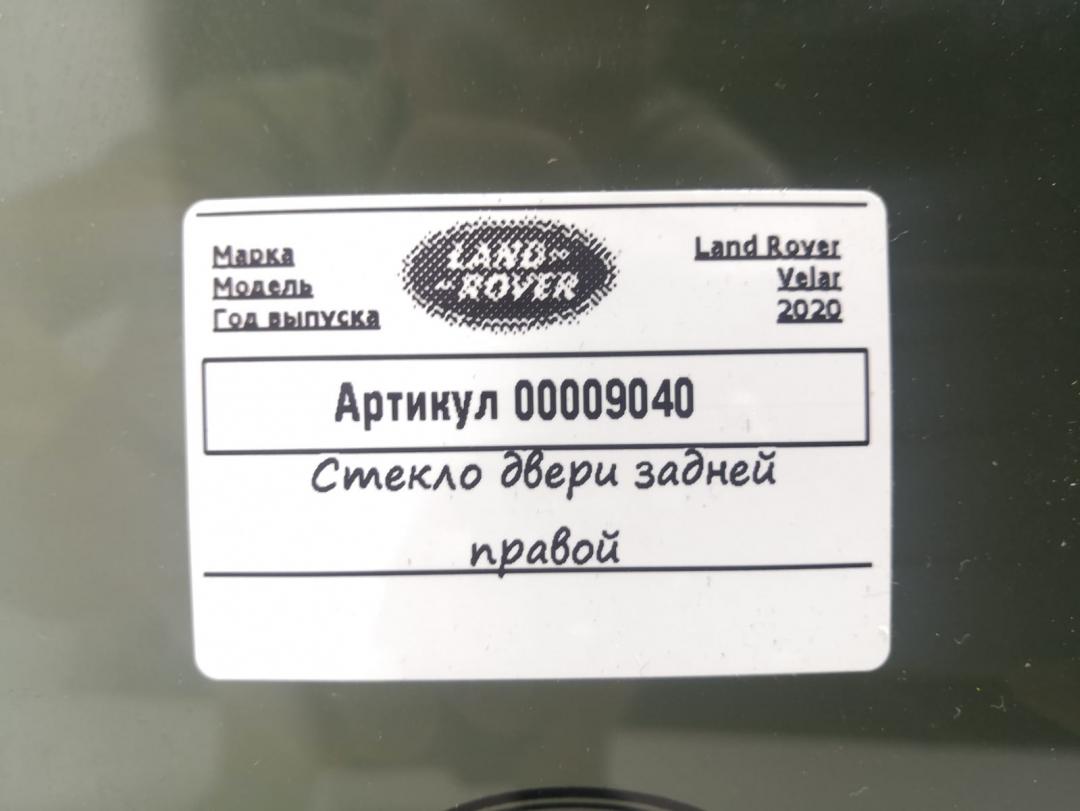 Марка
Модель
Год выпуска
LAND
ROVER
Land Rover
Velar
2020
Артикул 00009040
Стекло двери задней
правой